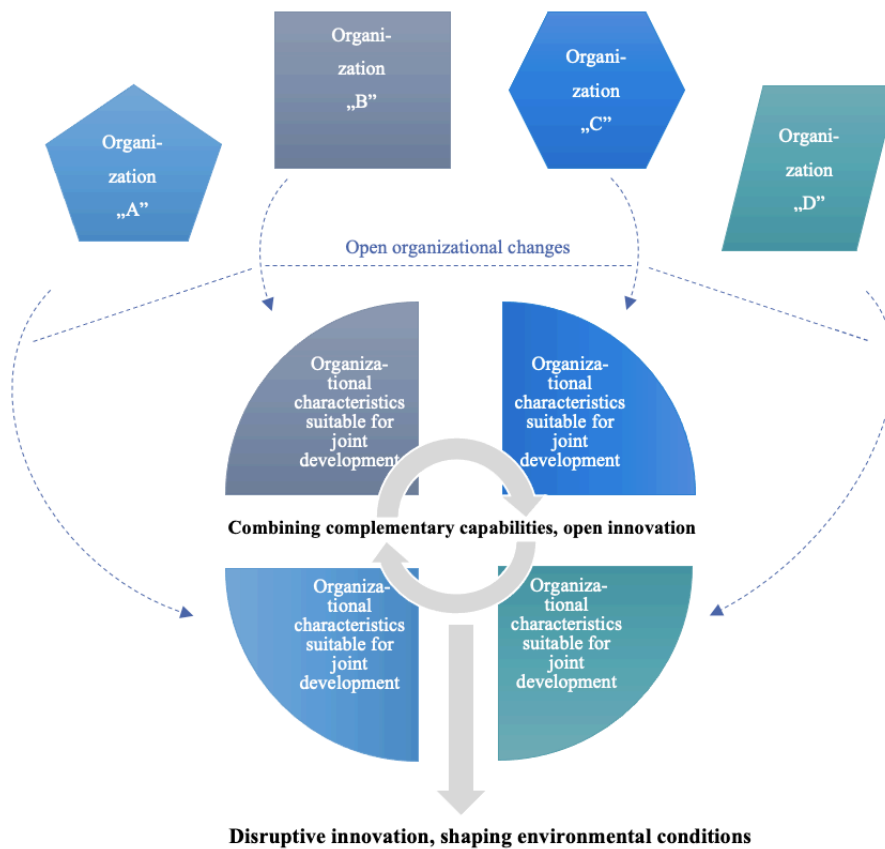 Organi-
zation
„B”
Organi-
zation
„C”
Organi-
zation
„A”
Organi-
zation
„D”
Open organizational changes
Organiza-
tional
characteristics
suitable for
joint
development
Organiza-
tional
characteristics
suitable for
joint
development
Combining complementary capabilities, open innovation
Organiza-
tional
characteristics
suitable for
joint
development
Organiza-
tional
characteristics
suitable for
joint
development
Disruptive innovation, shaping environmental conditions